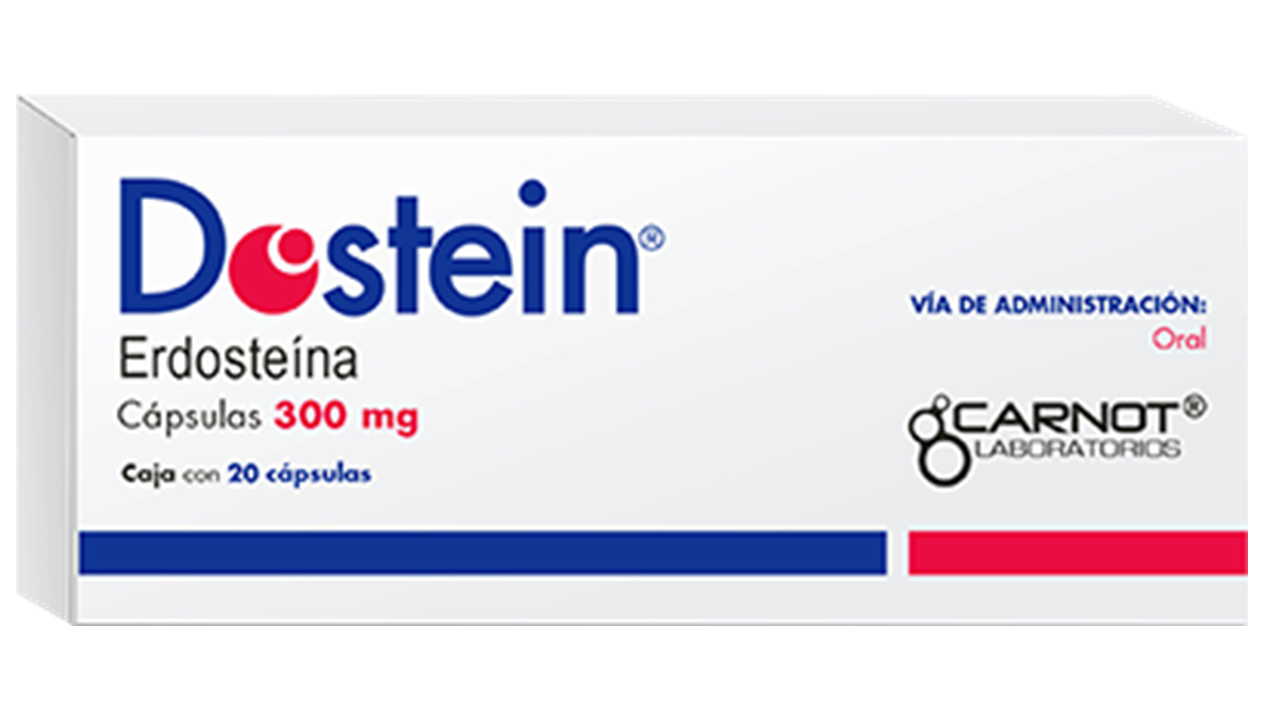 Dostein®
Erdosteína
Cápsulas 300 mg
Caja con 20 cápsulas
VÍA DE ADMINISTRACIÓN:
Oral
CARNOT®
LABORATORIOS